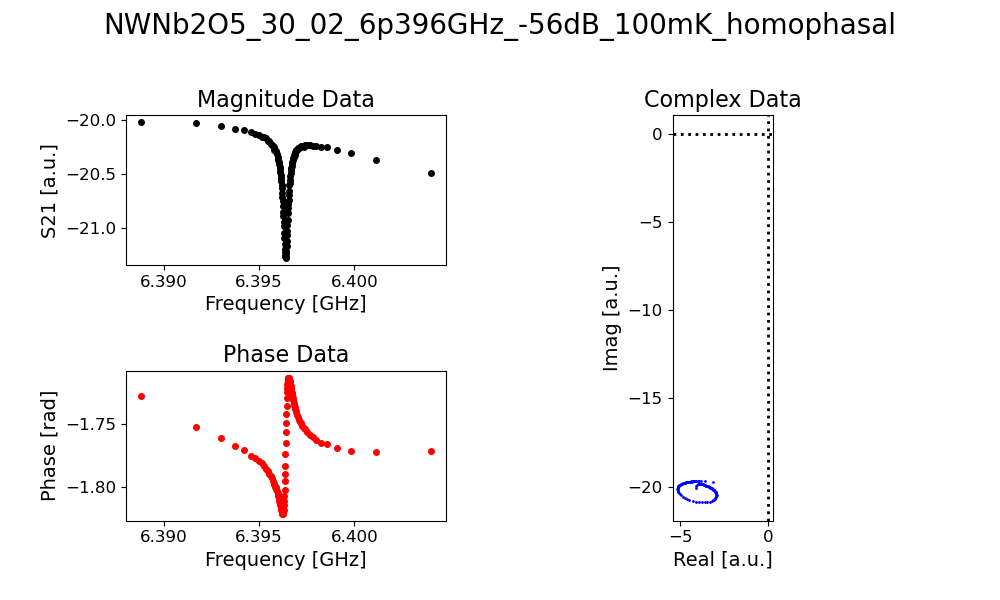 NWNb2O5_30_02_6p396GHz_-56dB_100mK_homophasal
Magnitude Data
S21 [a.u.]
−20.0
−20.5
−21.0
6.390 6.395 6.400
Frequency [GHz]
Phase Data
Phase [rad]
−1.75
−1.80
6.390 6.395 6.400
Frequency [GHz]
Complex Data
Imag [a.u.]
0
−5
−10
−15
−20
−5 0
Real [a.u.]